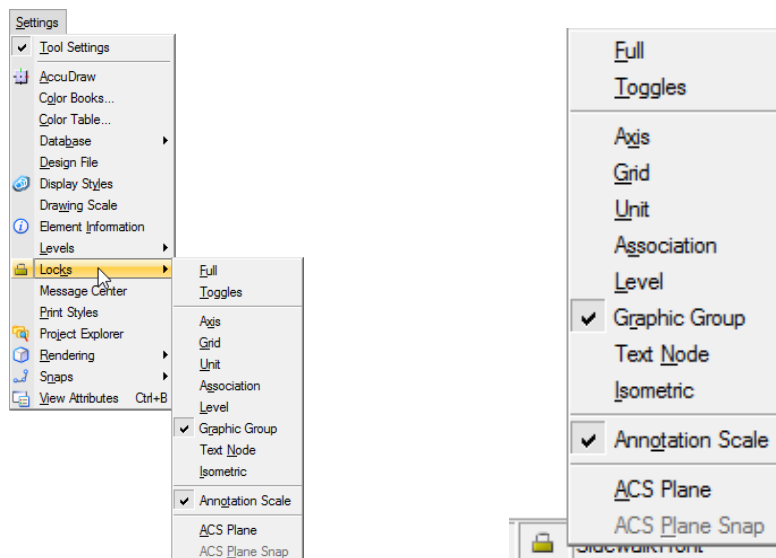 Settings
Tool Settings
AccuDraw
Color Books...
Color Table...
Database
Design File
Display Styles
Drawing Scale
Element Information
Levels
Locks
Message Center
Print Styles
Project Explorer
Rendering
Snaps
View Attributes Ctrl+B
Full
Toggles
Axis
Grid
Unit
Association
Level
Graphic Group
Text Node
Isometric
Annotation Scale
ACS Plane
ACS Plane Snap
Full
Toggles
Axis
Grid
Unit
Association
Level
Graphic Group
Text Node
Isometric
Annotation Scale
ACS Plane
ACS Plane Snap